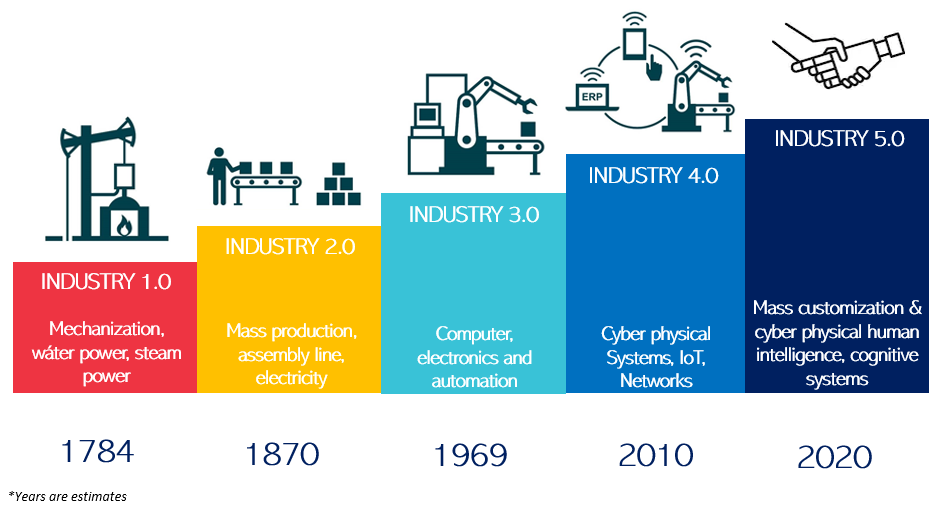 ERP
INDUSTRY 1.0
Mechanization,
wáter power, steam
power
INDUSTRY 2.0
Mass production,
assembly line,
electricity
INDUSTRY 3.0
Computer,
electronics and
automation
INDUSTRY 4.0
Cyber physical
Systems, IoT,
Networks
INDUSTRY 5.0
Mass customization &
cyber physical human
intelligence, cognitive
systems
1784
1870
1969
2010
2020
*Years are estimates